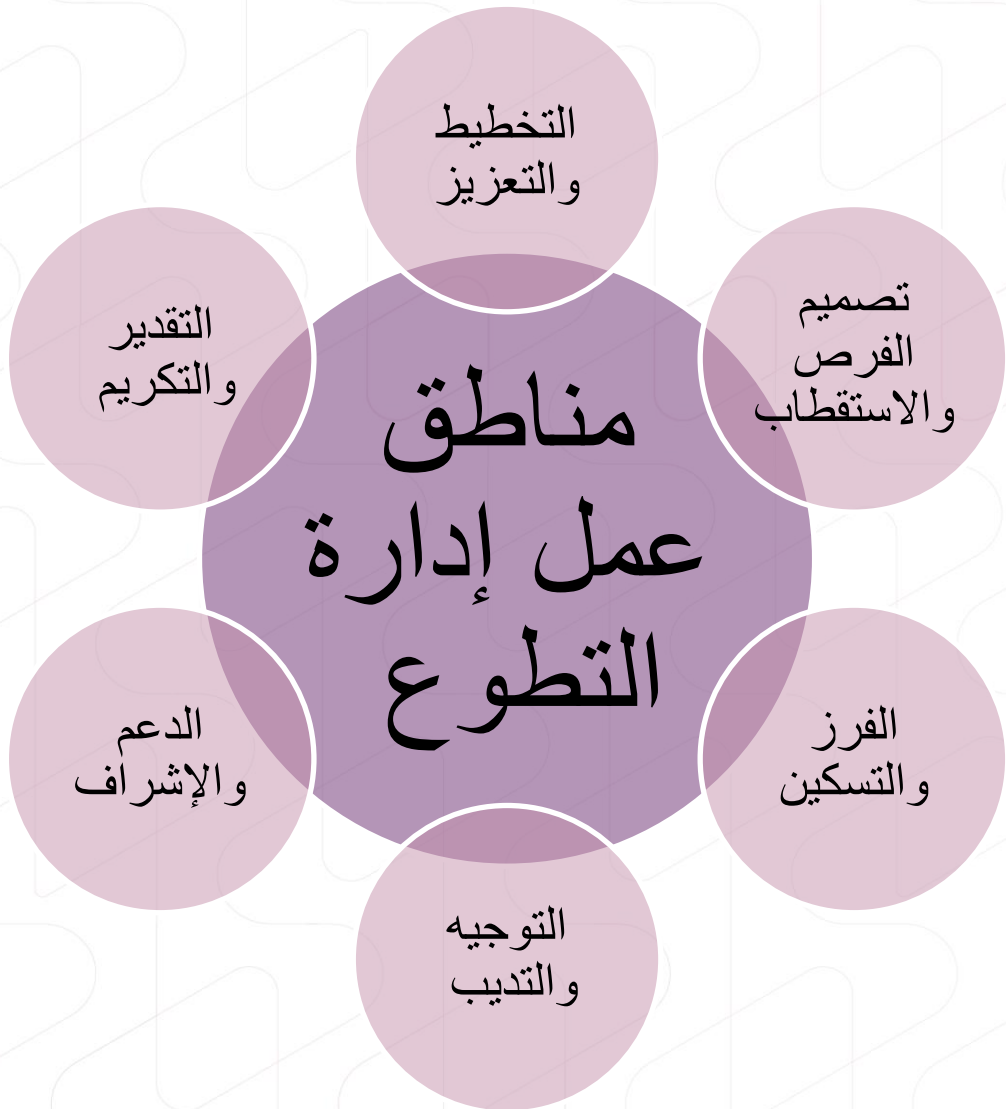 التخطيط
والتعزيز
تصميم
الفرص
والاستقطاب
الفرز
والتسكين
التوجيه
والتديب
الدعم
والإشراف
التقدير
والتكريم
مناطق
عمل إدارة
التطوع